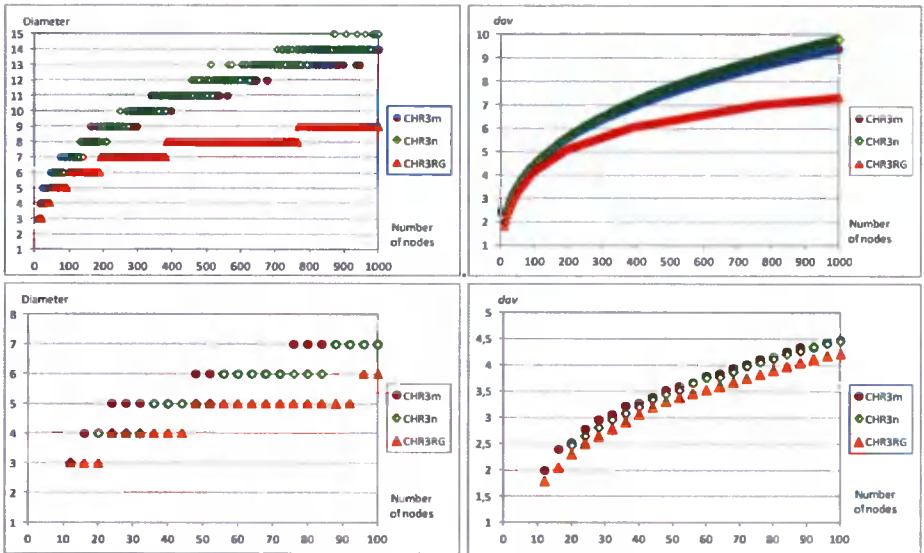 Diameter
15
14
13
12
11
10
9
8
7
6
5
4
3
2
1
0 100 200 300 400 500 600 700 800 900 1000
Number
of nodes
CHR3m
CHR3n
CHR3RG
dav
10
9
8
7
6
5
4
3
2
1
0 100 200 300 400 500 600 700 800 900 1000
Number
of nodes
CHR3m
CHR3n
CHR3RG
Diameter
8
7
6
5
4
3
2
1
0 10 20 30 40 50 60 70 80 90 100
Number
of nodes
CHR3m
CHR3n
CHR3RG
dav
5
4,5
4
3,5
3
2,5
2
1,5
1
0 10 20 30 40 50 60 70 80 90 100
Number
of nodes
CHR3m
CHR3n
CHR3RG